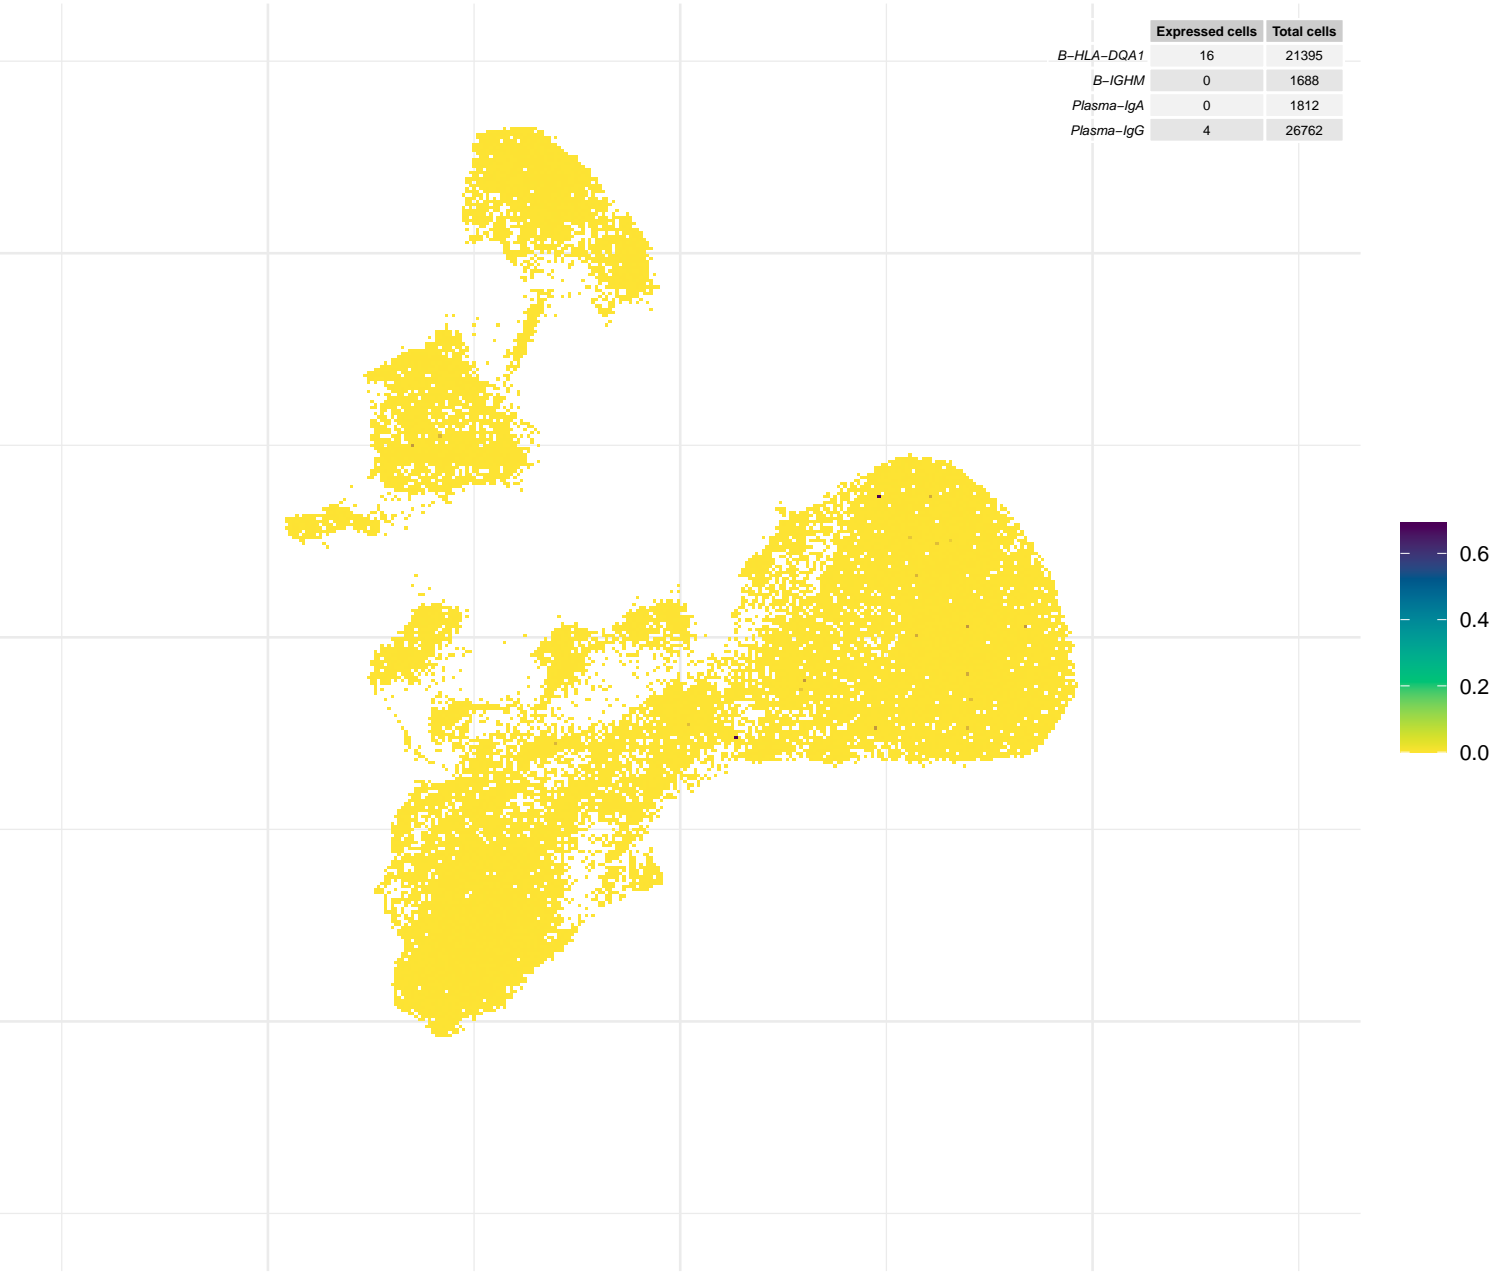 Expressed cells Total cells
B−HLA−DQA1 16 21395
B−IGHM 0 1688
Plasma−IgA 0 1812
Plasma−IgG 4 26762
0.6
0.4
0.2
0.0